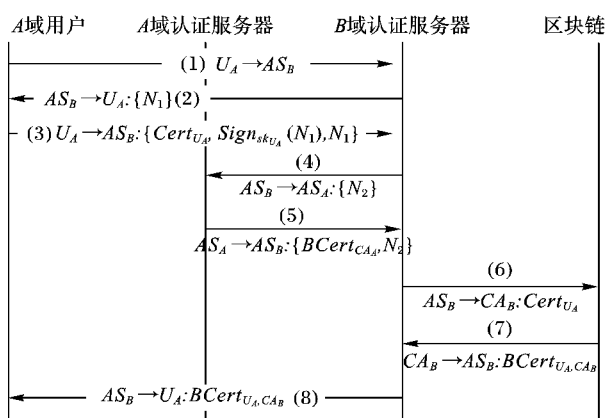 A域用户 A域认证服务器 B域认证服务器 区块链
(1) U_A→AS_B
AS_B→U_A:{N_1}(2)
(3) U_A→AS_B:{Cert_{U_A}, Sign_{sk_{U_A}}(N_1),N_1}
(4)
AS_B→AS_A:{N_2}
(5)
AS_A→AS_B:{BCert_{CA_A},N_2}
(6)
AS_B→CA_B:Cert_{U_A}
(7)
CA_B→AS_B:BCert_{U_A,CA_B}
AS_B→U_A:BCert_{U_A,CA_B} (8)